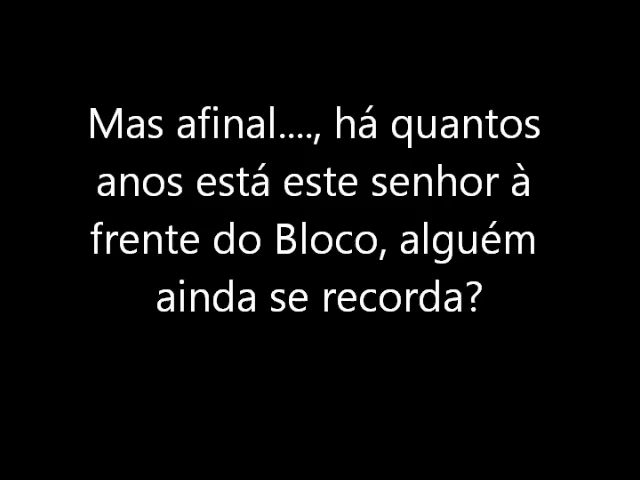 Mas afinal...., há quantos
anos está este senhor à
frente do Bloco, alguém
ainda se recorda?